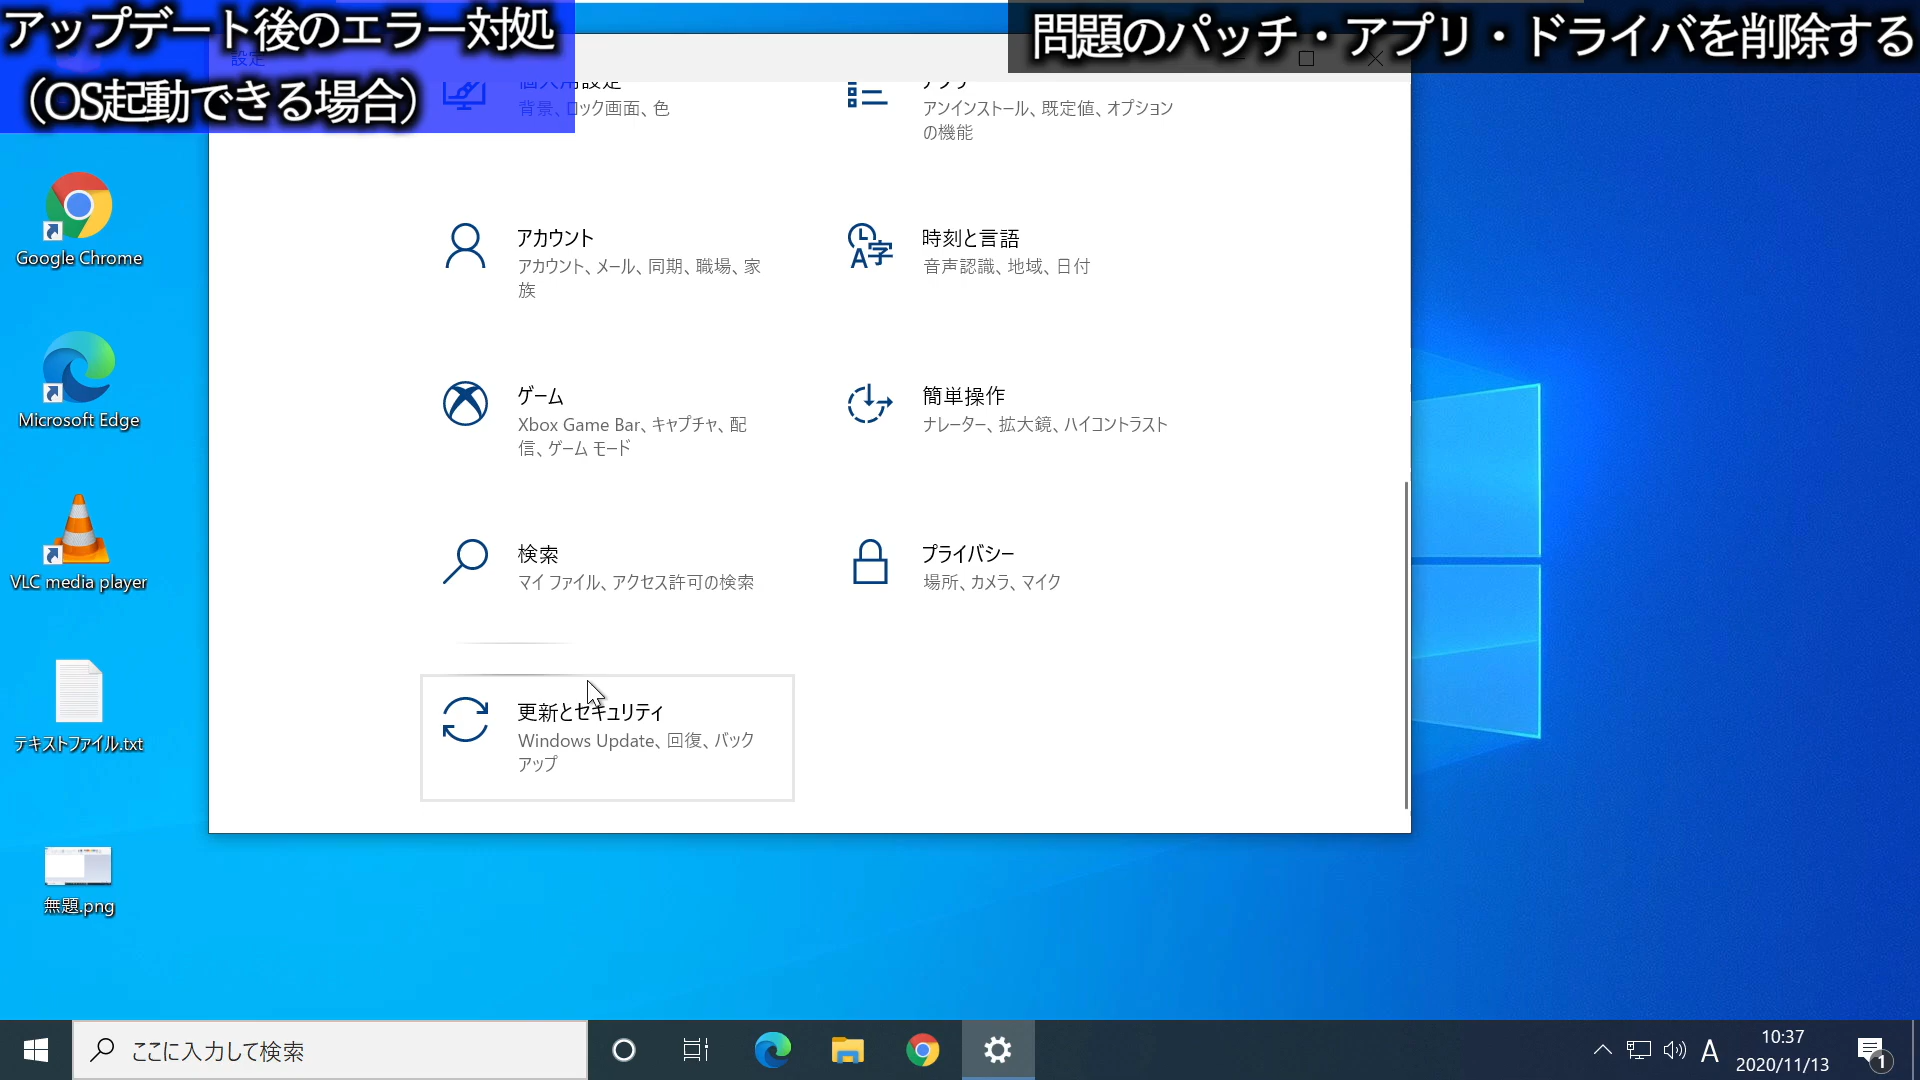 アップデート後のエラー対処
（OS起動できる場合）
問題のパッチ・アプリ・ドライバを削除する
設定
個人用設定
背景、ロック画面、色
アプリ
アンインストール、既定値、オプション
の機能
アカウント
アカウント、メール、同期、職場、家
族
時刻と言語
音声認識、地域、日付
ゲーム
Xbox Game Bar、キャプチャ、配
信、ゲーム モード
簡単操作
ナレーター、拡大鏡、ハイコントラスト
検索
マイ ファイル、アクセス許可の検索
プライバシー
場所、カメラ、マイク
更新とセキュリティ
Windows Update、回復、バック
アップ
Google Chrome
Microsoft Edge
VLC media player
テキストファイル.txt
無題.png
ここに入力して検索
A
10:37
2020/11/13
1